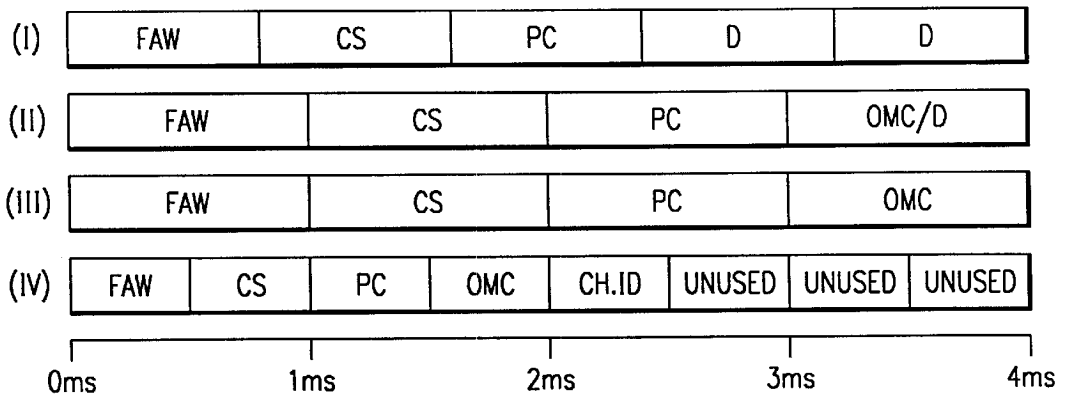 (I) FAW CS PC D D
(II) FAW CS PC OMC/D
(III) FAW CS PC OMC
(IV) FAW CS PC OMC CH.ID UNUSED UNUSED UNUSED
0ms 1ms 2ms 3ms 4ms